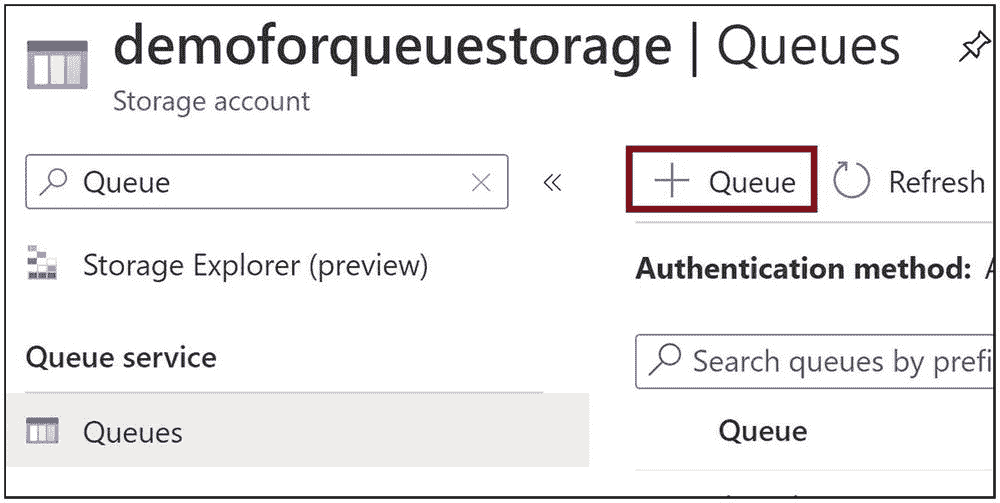 demoforqueuestorage | Queues
Storage account
Queue
Storage Explorer (preview)
Queue service
Queues
+ Queue
Refresh
Authentication method:
Search queues by prefi
Queue